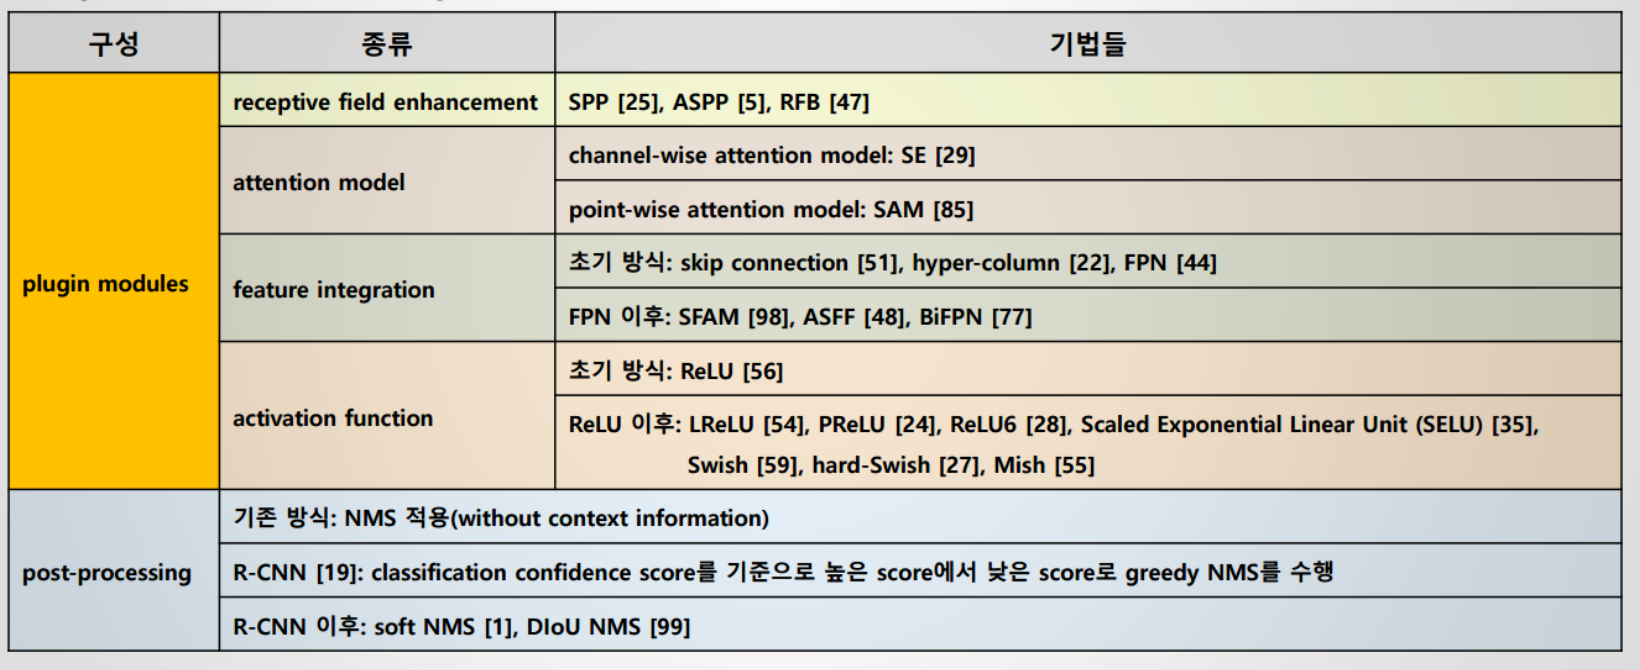 구성
종류
기법들
plugin modules
receptive field enhancement
SPP [25], ASPP [5], RFB [47]
attention model
channel-wise attention model: SE [29]
point-wise attention model: SAM [85]
feature integration
초기 방식: skip connection [51], hyper-column [22], FPN [44]
FPN 이후: SFAM [98], ASFF [48], BiFPN [77]
activation function
초기 방식: ReLU [56]
ReLU 이후: LReLU [54], PReLU [24], ReLU6 [28], Scaled Exponential Linear Unit (SELU) [35],
Swish [59], hard-Swish [27], Mish [55]
post-processing
기존 방식: NMS 적용(without context information)
R-CNN [19]: classification confidence score를 기준으로 높은 score에서 낮은 score로 greedy NMS를 수행
R-CNN 이후: soft NMS [1], DIoU NMS [99]